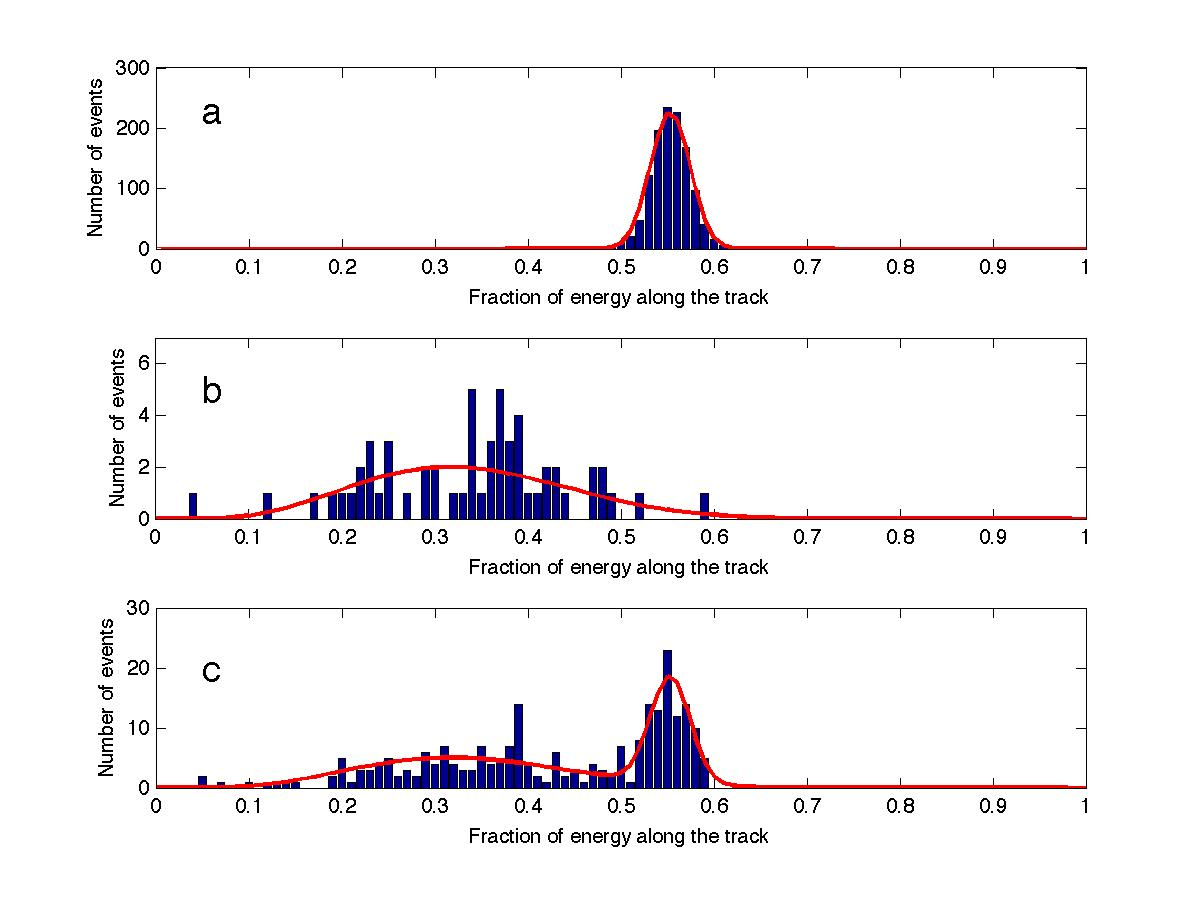 a
Number of events
300
200
100
0
0 0.1 0.2 0.3 0.4 0.5 0.6 0.7 0.8 0.9 1
Fraction of energy along the track
b
Number of events
6
4
2
0
0 0.1 0.2 0.3 0.4 0.5 0.6 0.7 0.8 0.9 1
Fraction of energy along the track
c
Number of events
30
20
10
0
0 0.1 0.2 0.3 0.4 0.5 0.6 0.7 0.8 0.9 1
Fraction of energy along the track